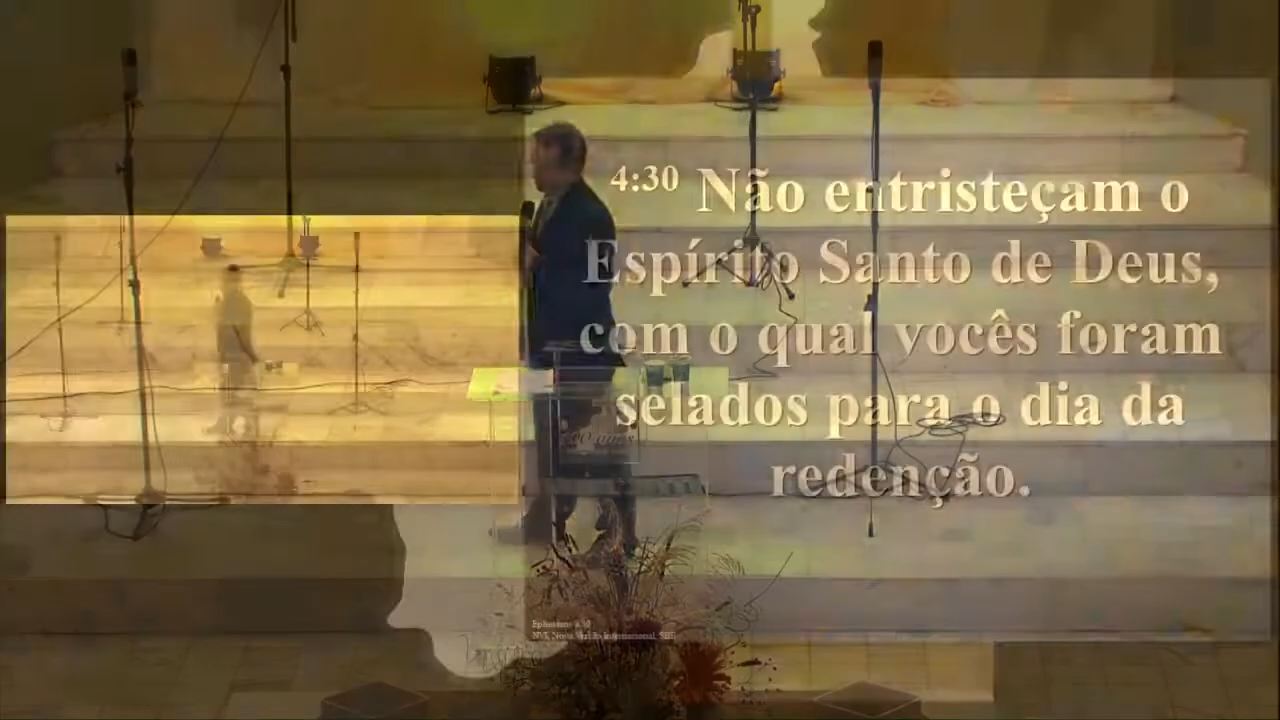 4:30 Não entristeçam o
Espírito Santo de Deus,
com o qual vocês foram
selados para o dia da
redenção.